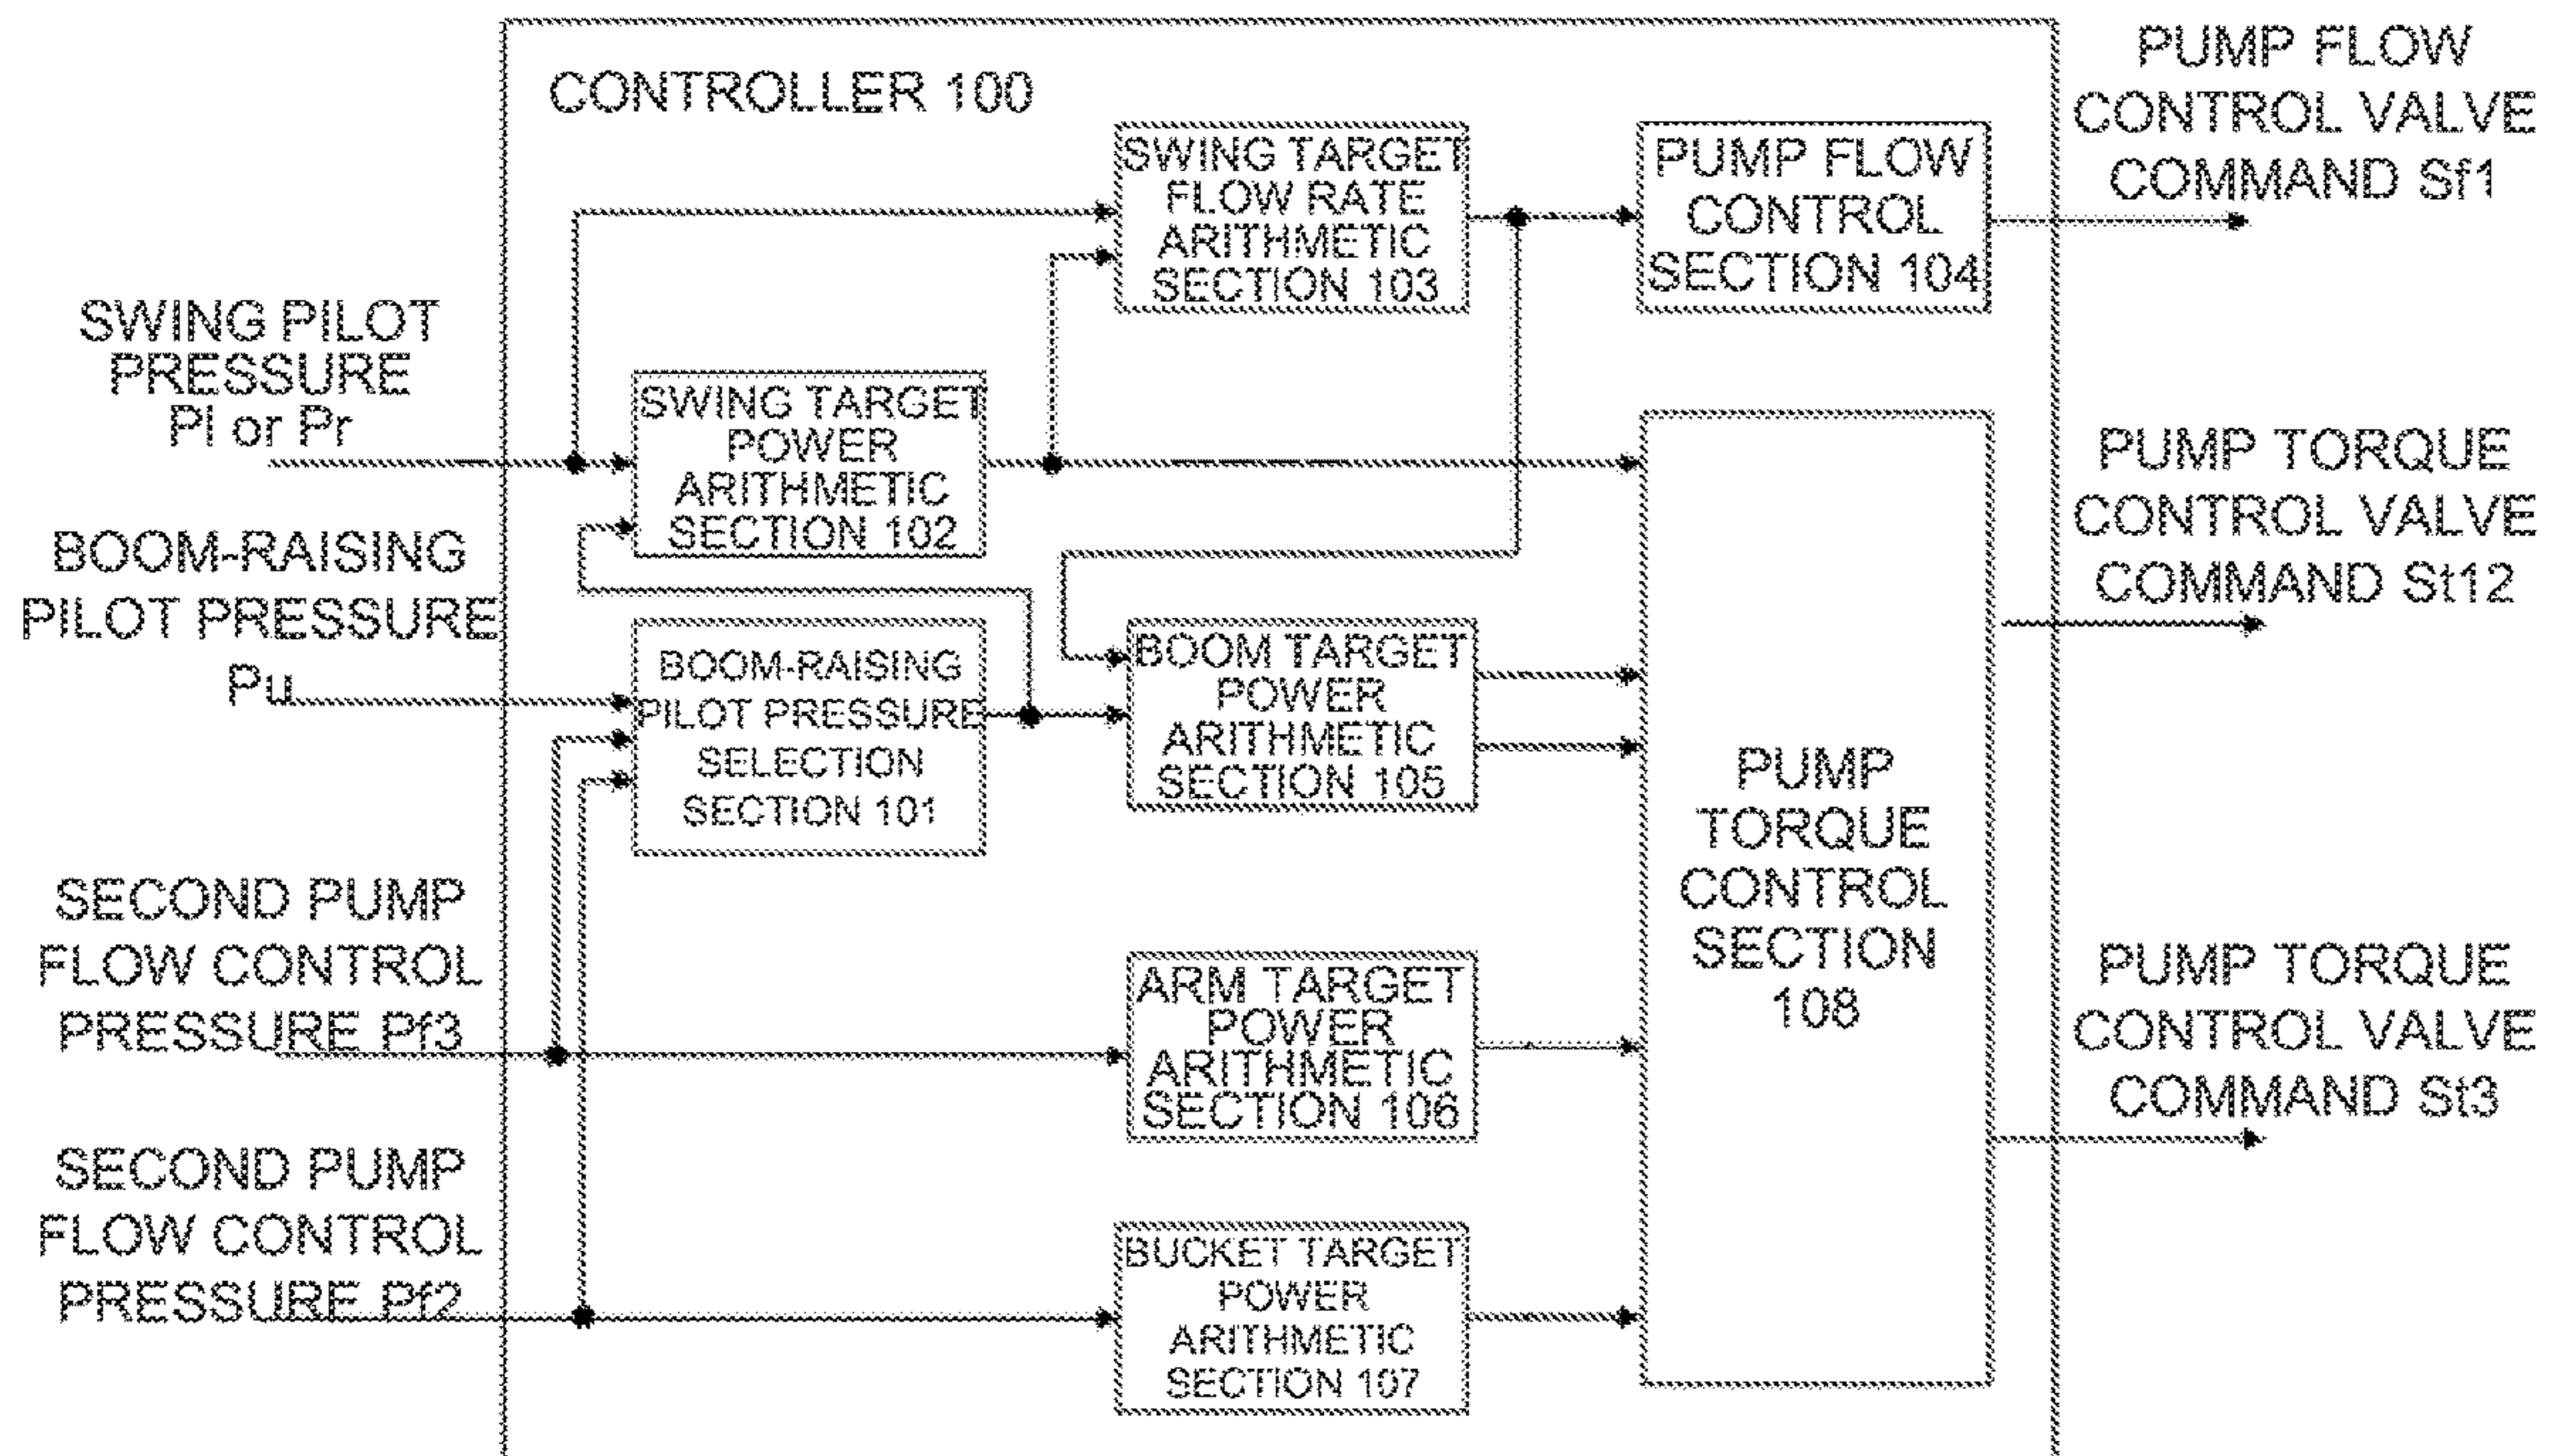 CONTROLLER 100
SWING PILOT
PRESSURE
Pl or Pr
BOOM-RAISING
PILOT PRESSURE
Pu
SECOND PUMP
FLOW CONTROL
PRESSURE Pf3
SECOND PUMP
FLOW CONTROL
PRESSURE Pf2
SWING TARGET
POWER
ARITHMETIC
SECTION 102
BOOM-RAISING
PILOT PRESSURE
SELECTION
SECTION 101
SWING TARGET
FLOW RATE
ARITHMETIC
SECTION 103
BOOM TARGET
POWER
ARITHMETIC
SECTION 105
ARM TARGET
POWER
ARITHMETIC
SECTION 106
BUCKET TARGET
POWER
ARITHMETIC
SECTION 107
PUMP FLOW
CONTROL
SECTION 104
PUMP
TORQUE
CONTROL
SECTION
108
PUMP FLOW
CONTROL VALVE
COMMAND Sf1
PUMP TORQUE
CONTROL VALVE
COMMAND St12
PUMP TORQUE
CONTROL VALVE
COMMAND St3